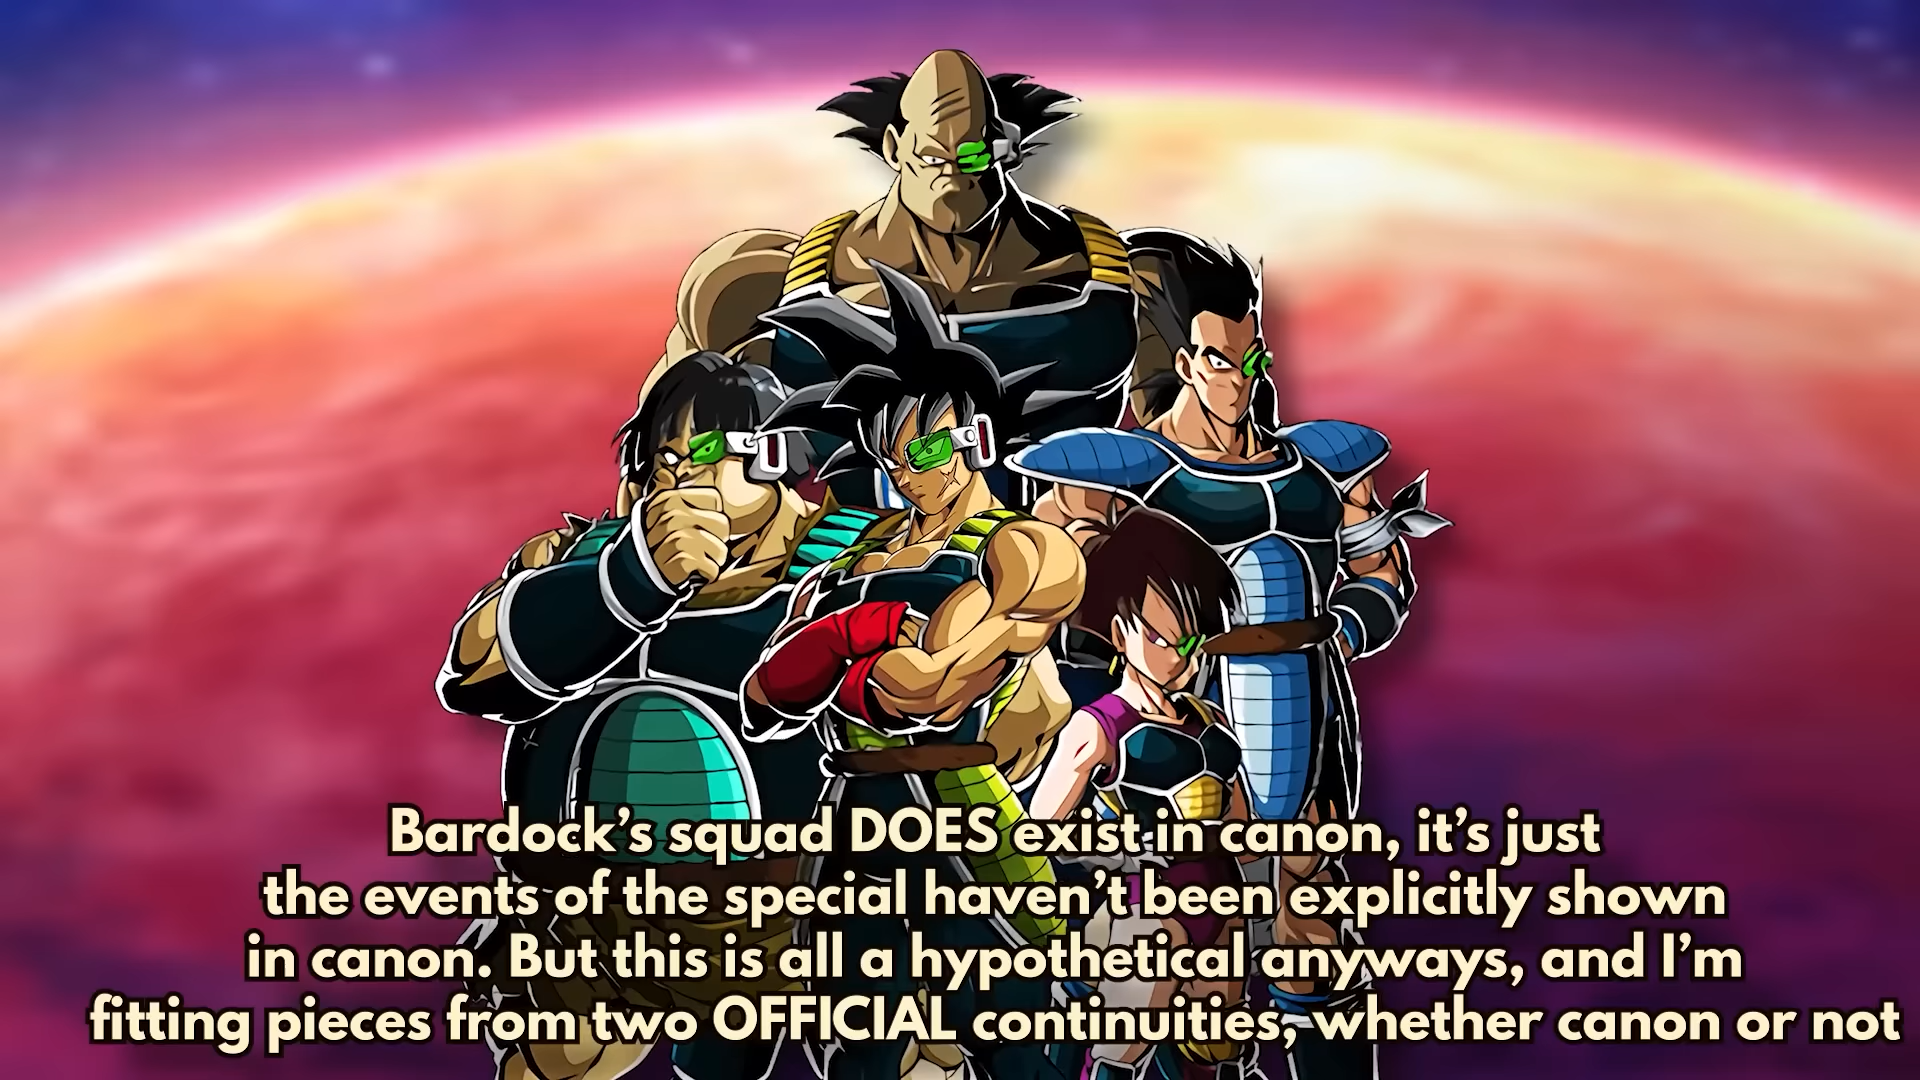 Bardock’s squad DOES exist in canon, it’s just
the events of the special haven’t been explicitly shown
in canon. But this is all a hypothetical anyways, and I’m
fitting pieces from two OFFICIAL continuities, whether canon or not